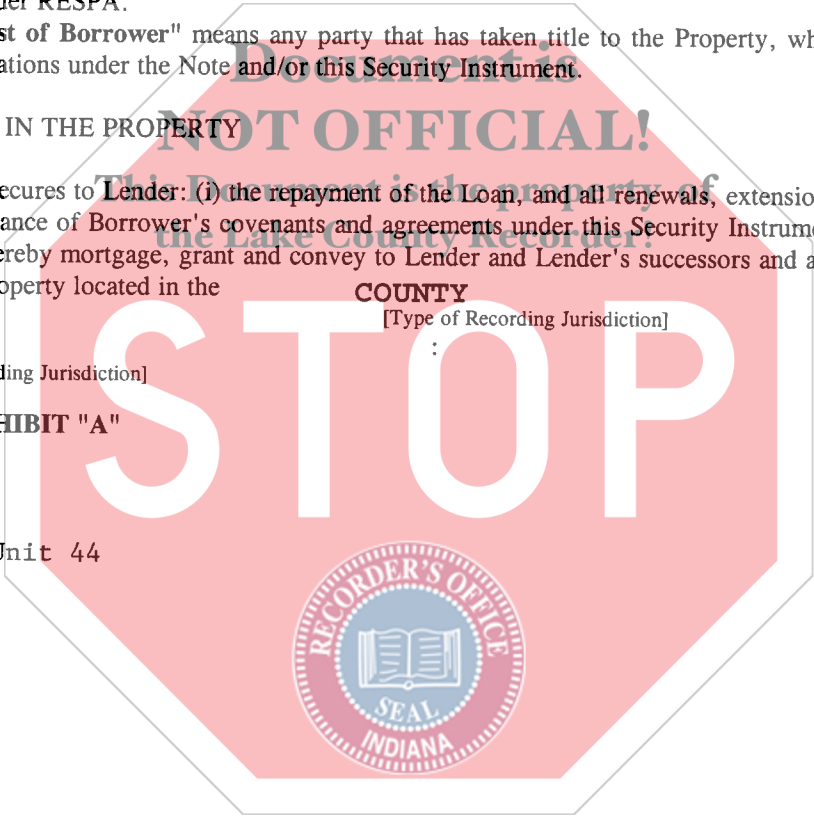 der RESPA.
st of Borrower" means any party that has taken title to the Property, wh
ations under the Note and/or this Security Instrument.
Document is
IN THE PROPERTY
NOT OFFICIAL!
ecures to Lender: (i) the repayment of the Loan, and all renewals, extensio
This Document is the property of
ance of Borrower's covenants and agreements under this Security Instrume
the Lake County Recorder!
ereby mortgage, grant and convey to Lender and Lender's successors and a
operty located in the COUNTY
[Type of Recording Jurisdiction]
:
ding Jurisdiction]
HIBIT "A"
STOP
Unit 44
RECORDER'S OFFICE
SEAL
INDIANA